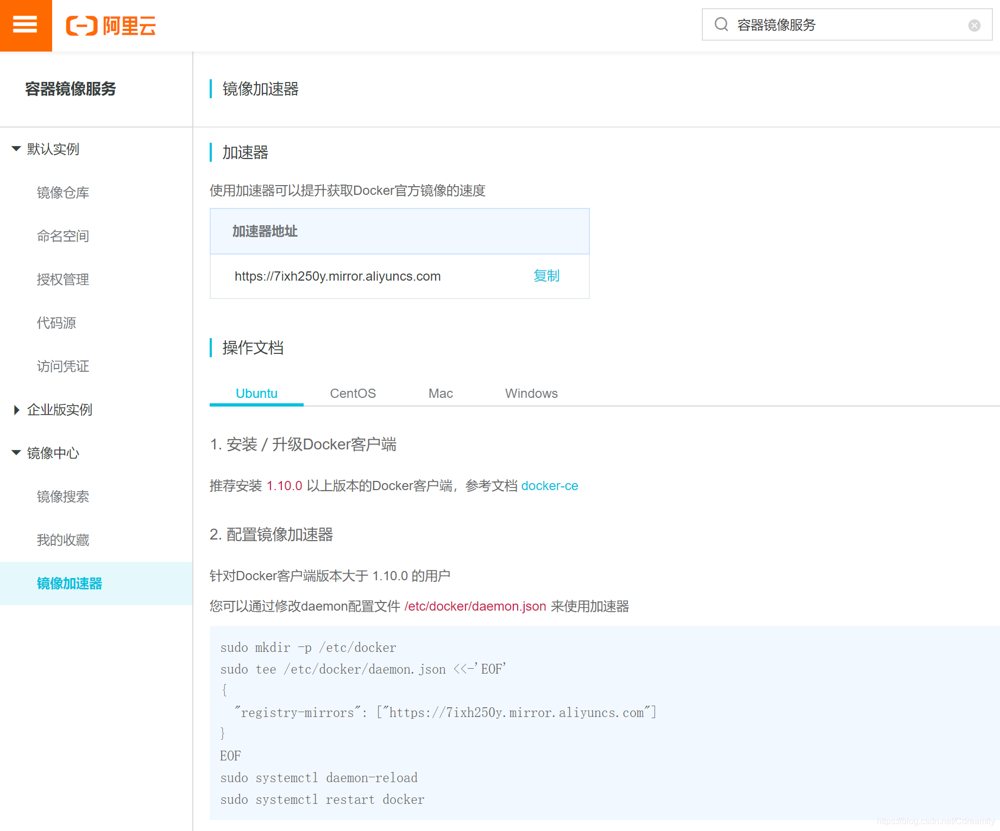 阿里云
容器镜像服务
容器镜像服务
默认实例
镜像仓库
命名空间
授权管理
代码源
访问凭证
企业版实例
镜像中心
镜像搜索
我的收藏
镜像加速器
镜像加速器
加速器
使用加速器可以提升获取Docker官方镜像的速度
加速器地址
https://7ixh250y.mirror.aliyuncs.com 复制
操作文档
Ubuntu CentOS Mac Windows
1. 安装 / 升级Docker客户端
推荐安装 1.10.0 以上版本的Docker客户端，参考文档 docker-ce
2. 配置镜像加速器
针对Docker客户端版本大于 1.10.0 的用户
您可以通过修改daemon配置文件 /etc/docker/daemon.json 来使用加速器
sudo mkdir -p /etc/docker
sudo tee /etc/docker/daemon.json <<-'EOF'
{
  "registry-mirrors": ["https://7ixh250y.mirror.aliyuncs.com"]
}
EOF
sudo systemctl daemon-reload
sudo systemctl restart docker
https://blog.csdn.net/Cdreamfly